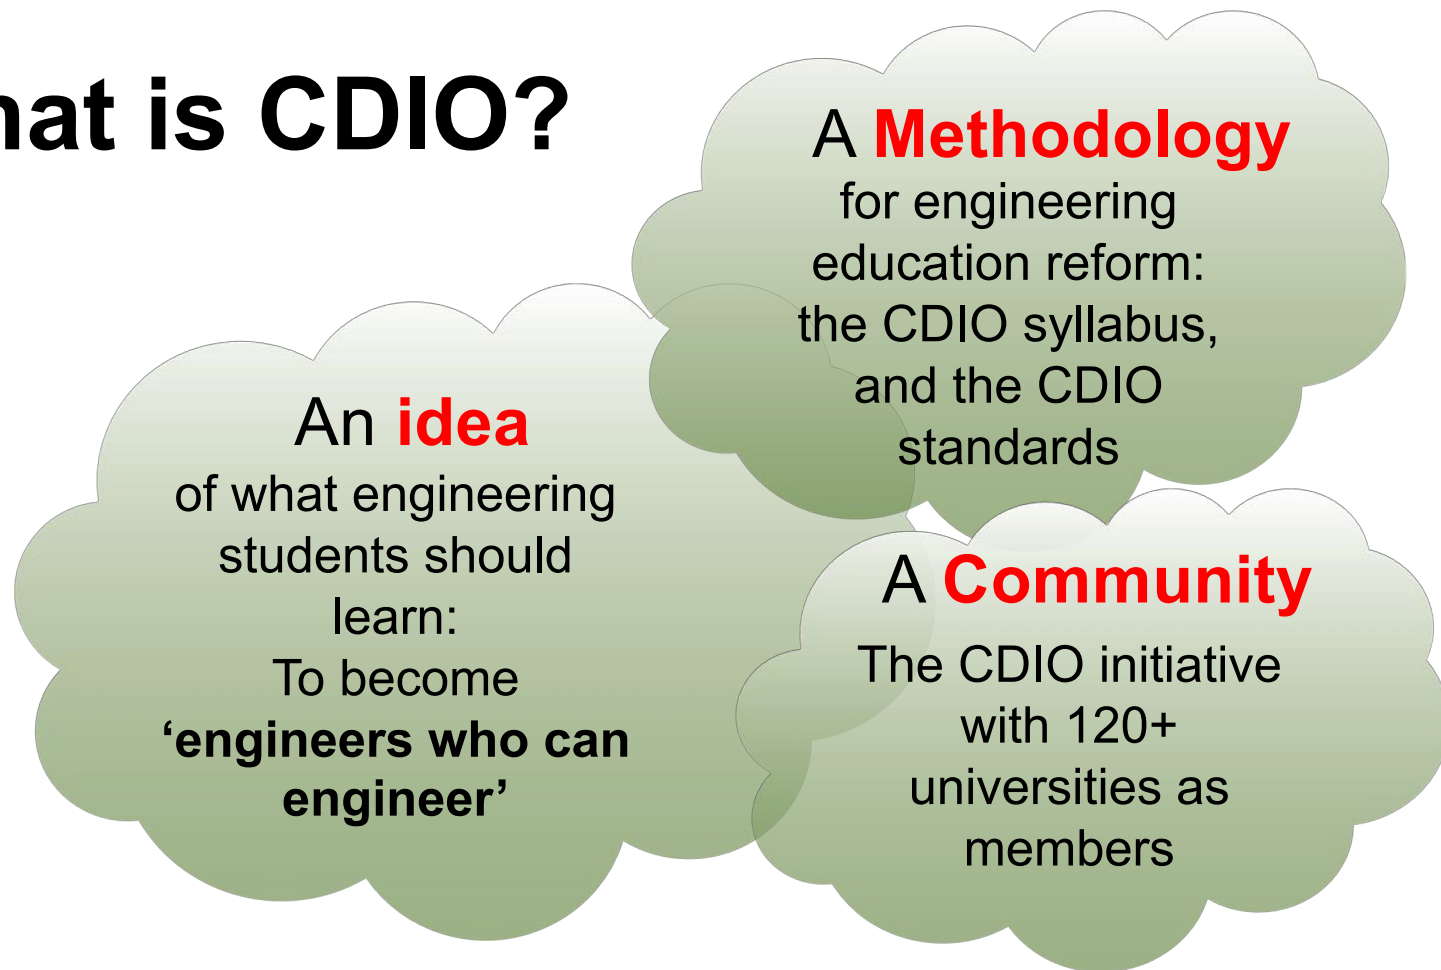 hat is CDIO?
A Methodology
for engineering
education reform:
the CDIO syllabus,
and the CDIO
standards
An idea
of what engineering
students should
learn:
To become
‘engineers who can
engineer’
A Community
The CDIO initiative
with 120+
universities as
members